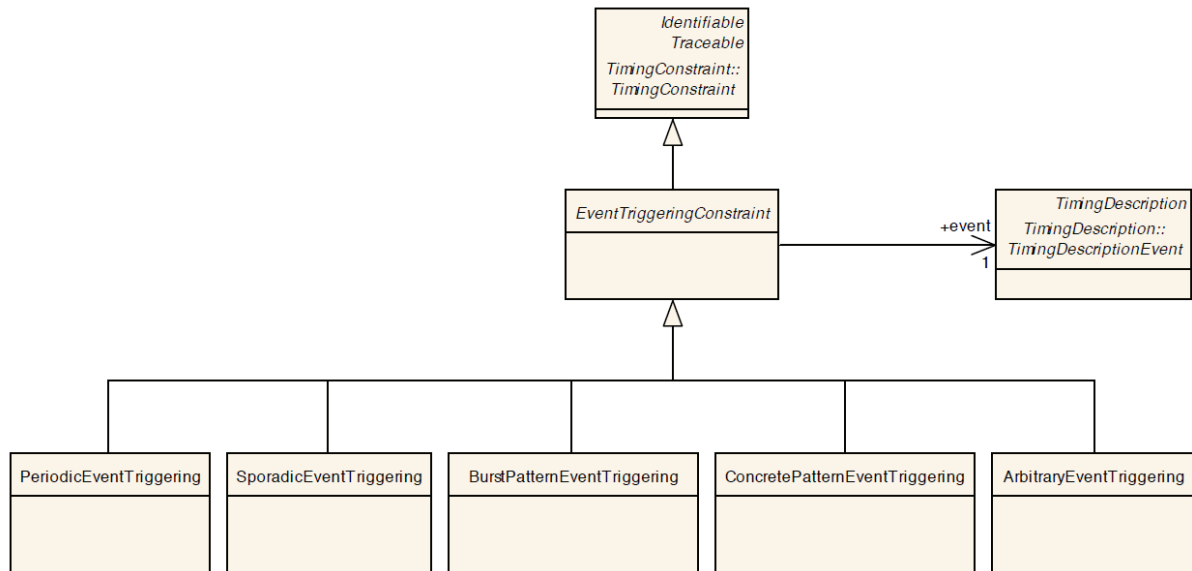 Identifiable
Traceable
TimingConstraint::
TimingConstraint
EventTriggeringConstraint
+event
1
TimingDescription
TimingDescription::
TimingDescriptionEvent
PeriodicEventTriggering
SporadicEventTriggering
BurstPatternEventTriggering
ConcretePatternEventTriggering
ArbitraryEventTriggering